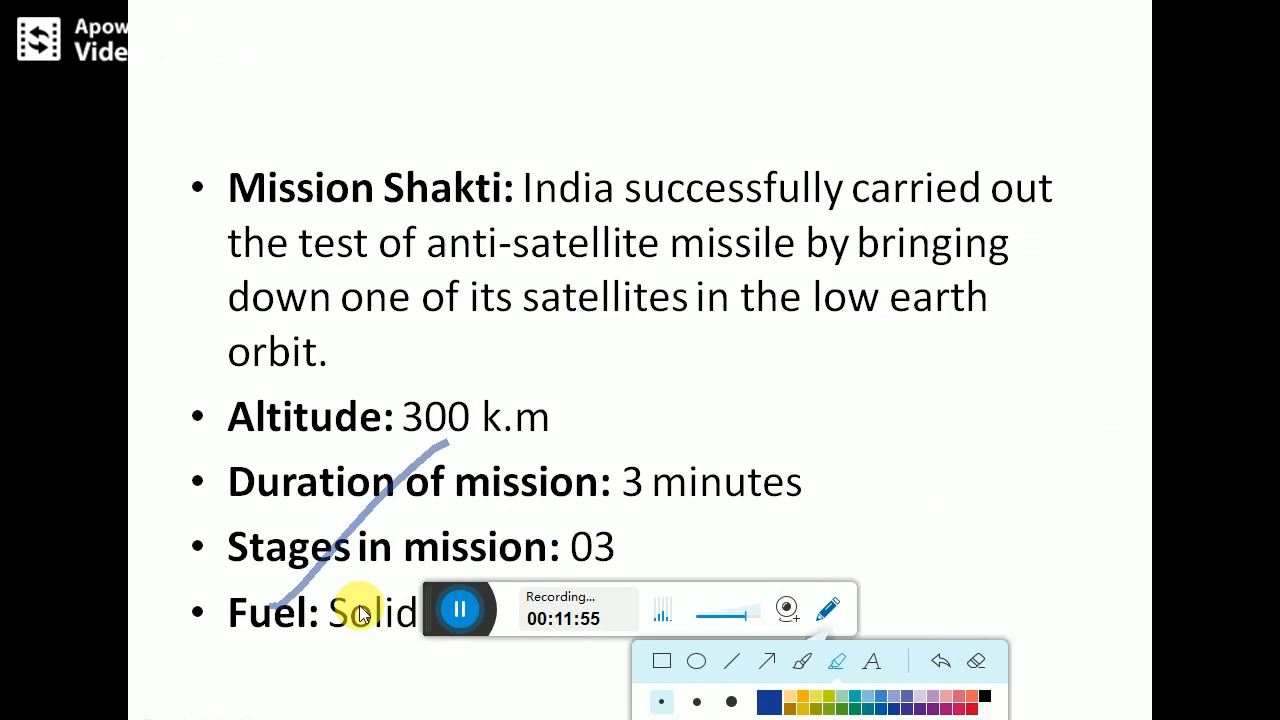 Apow
Vide
• Mission Shakti: India successfully carried out
the test of anti-satellite missile by bringing
down one of its satellites in the low earth
orbit.
• Altitude: 300 k.m
• Duration of mission: 3 minutes
• Stages in mission: 03
• Fuel: Solid
Recording...
00:11:55
A